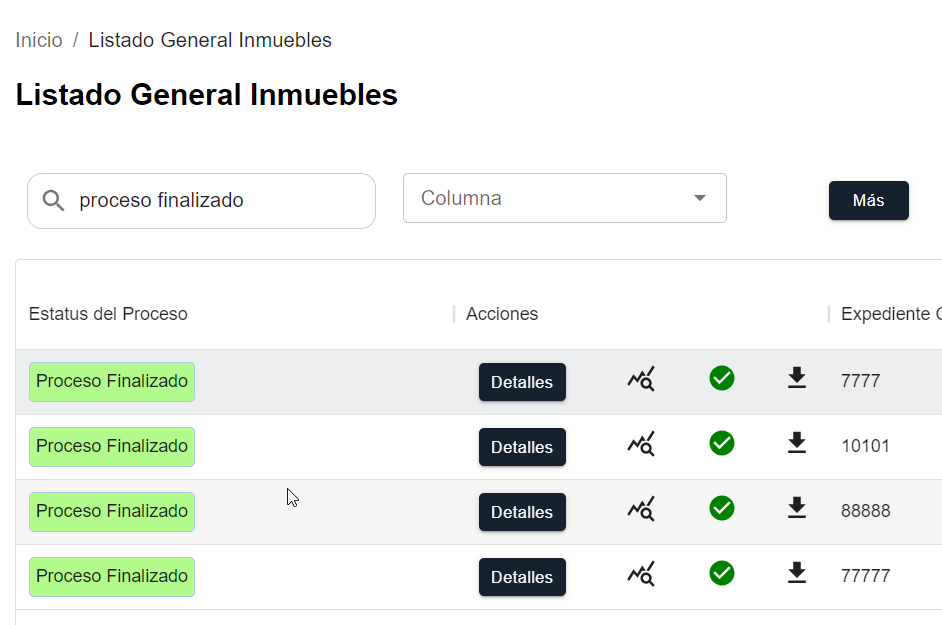 Inicio / Listado General Inmuebles
Listado General Inmuebles
proceso finalizado Columna Más
Estatus del Proceso Acciones Expediente
Proceso Finalizado Detalles 7777
Proceso Finalizado Detalles 10101
Proceso Finalizado Detalles 88888
Proceso Finalizado Detalles 77777